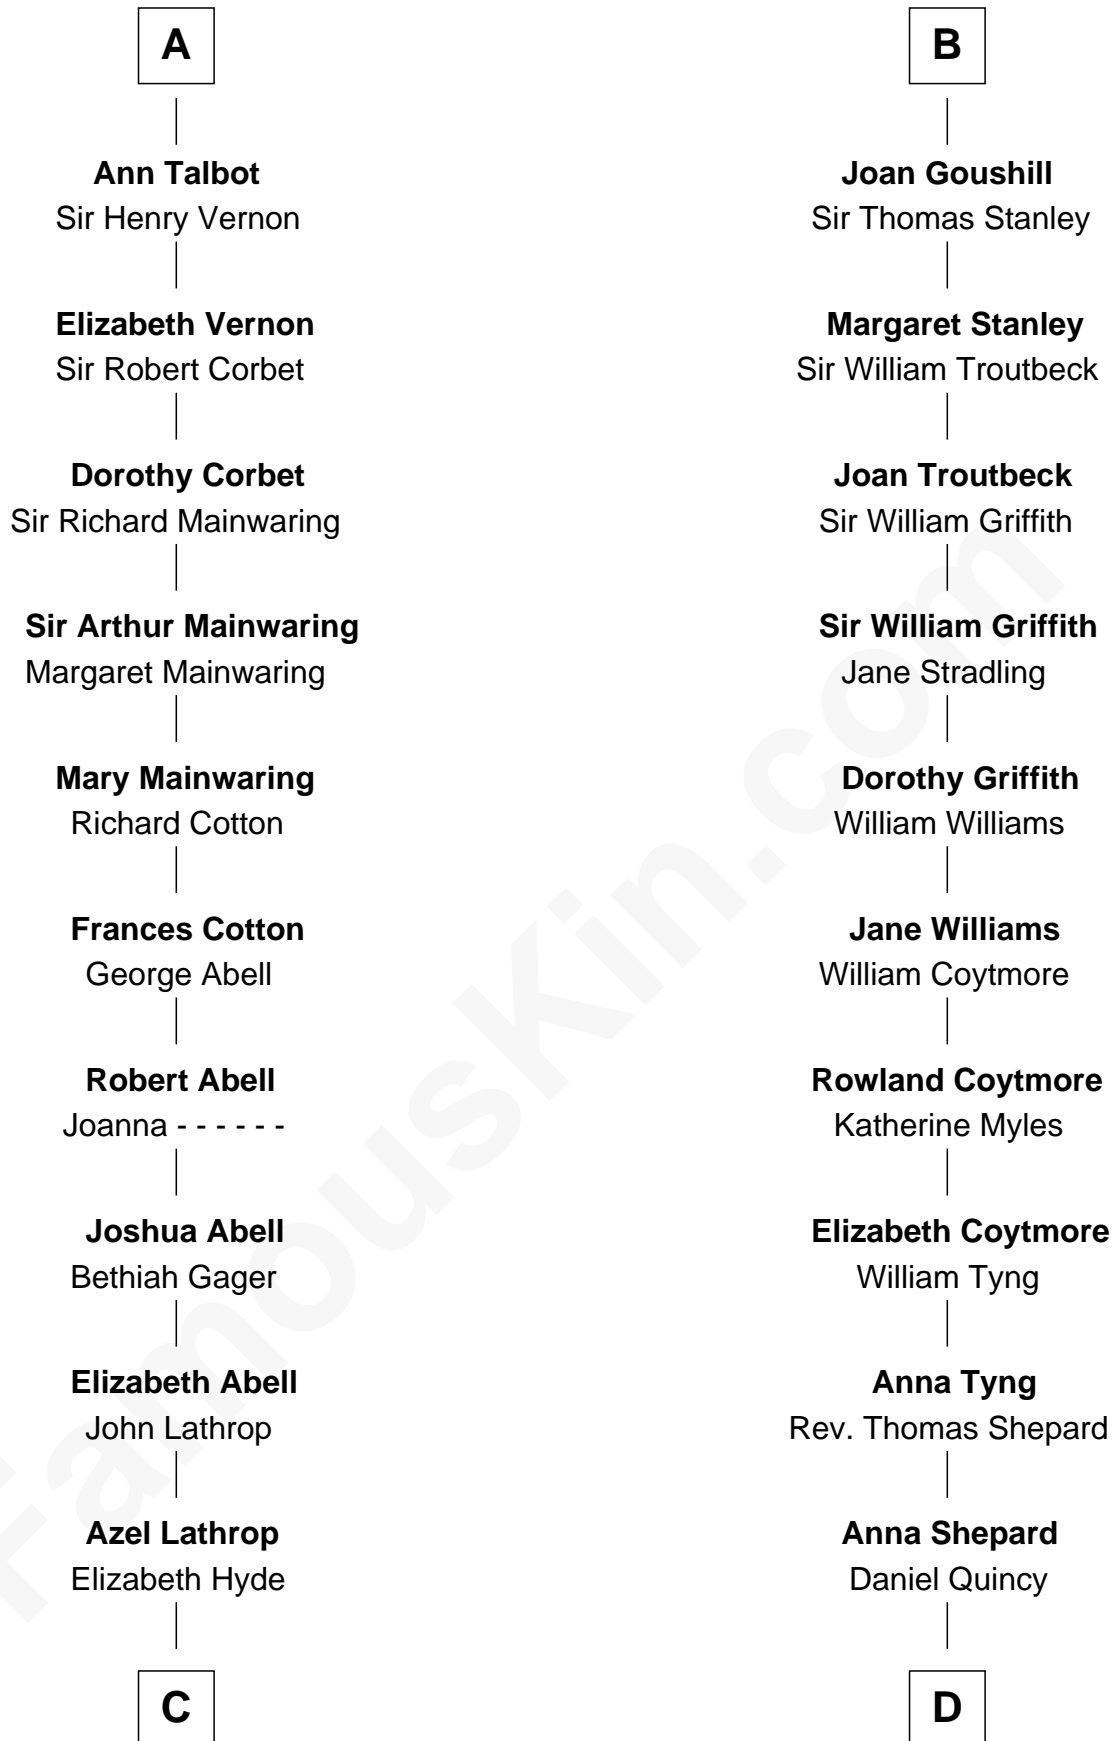 A
Ann Talbot
Sir Henry Vernon
Elizabeth Vernon
Sir Robert Corbet
Dorothy Corbet
Sir Richard Mainwaring
Sir Arthur Mainwaring
Margaret Mainwaring
Mary Mainwaring
Richard Cotton
Frances Cotton
George Abell
Robert Abell
Joanna - - - - - -
Joshua Abell
Bethiah Gager
Elizabeth Abell
John Lathrop
Azel Lathrop
Elizabeth Hyde
C
B
Joan Goushill
Sir Thomas Stanley
Margaret Stanley
Sir William Troutbeck
Joan Troutbeck
Sir William Griffith
Sir William Griffith
Jane Stradling
Dorothy Griffith
William Williams
Jane Williams
William Coytmore
Rowland Coytmore
Katherine Myles
Elizabeth Coytmore
William Tyng
Anna Tyng
Rev. Thomas Shepard
Anna Shepard
Daniel Quincy
D
FamousKin.com